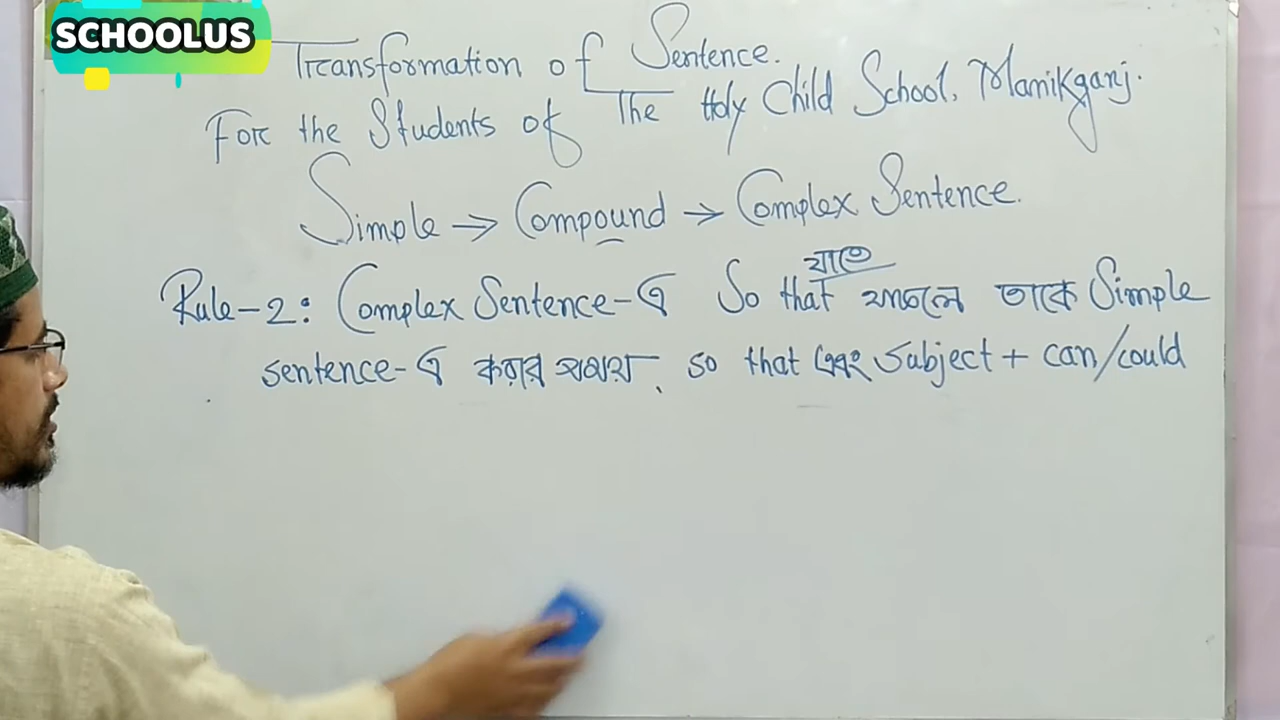 SCHOOLUS
Transformation of Sentence.
For the Students of The Holy Child School, Manikganj.
Simple → Compound → Complex Sentence.
যাতে
Rule-2: Complex Sentence-এ So that থাকলে তাকে Simple
sentence-এ করার সময়, so that এবং Subject + can/could